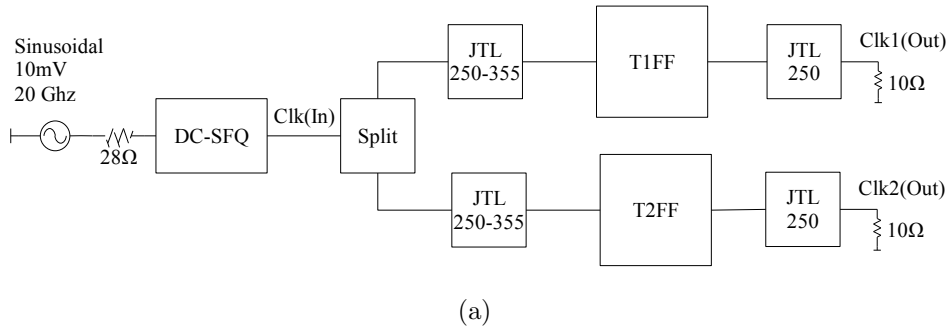 Sinusoidal
10mV
20 Ghz
28Ω
DC-SFQ
Clk(In)
Split
JTL
250-355
T1FF
JTL
250
Clk1(Out)
10Ω
JTL
250-355
T2FF
JTL
250
Clk2(Out)
10Ω
(a)